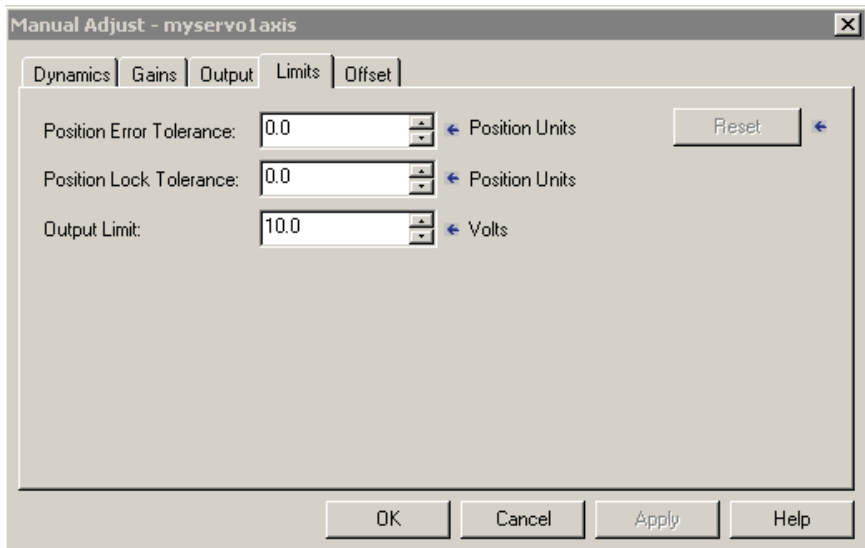 Manual Adjust - myservo1axis
Dynamics Gains Output Limits Offset
Position Error Tolerance: 0.0 Position Units Reset
Position Lock Tolerance: 0.0 Position Units
Output Limit: 10.0 Volts
OK Cancel Apply Help